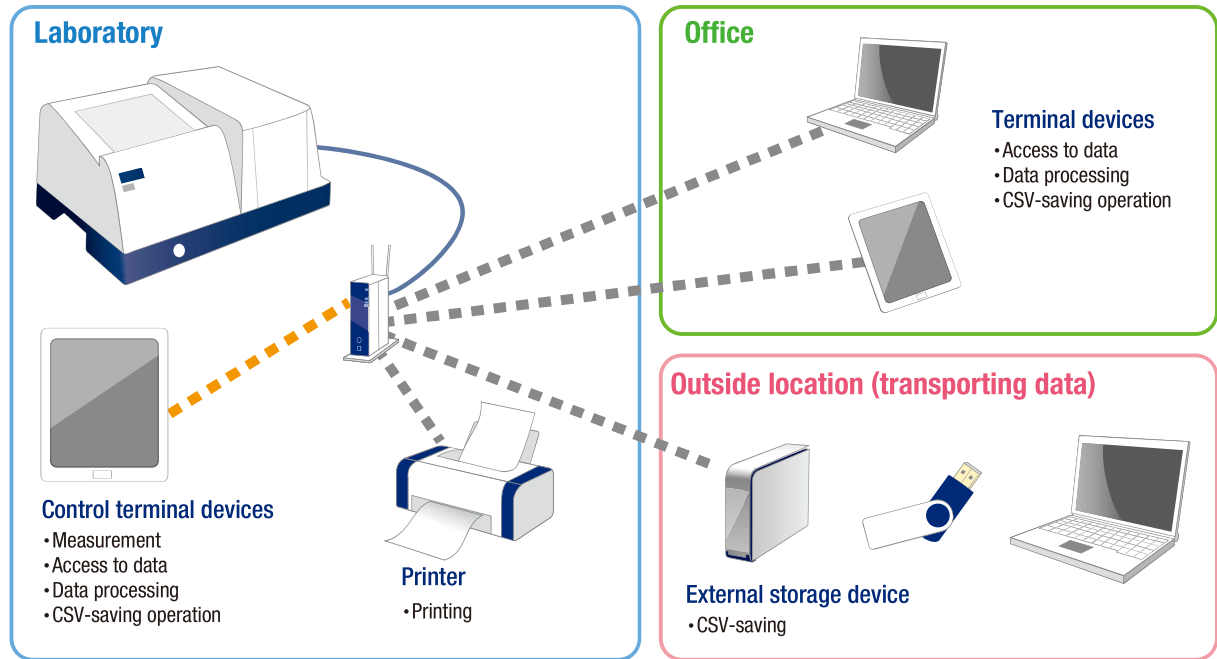 Laboratory
Control terminal devices
•Measurement
•Access to data
•Data processing
•CSV-saving operation
Printer
•Printing
Office
Terminal devices
•Access to data
•Data processing
•CSV-saving operation
Outside location (transporting data)
External storage device
•CSV-saving